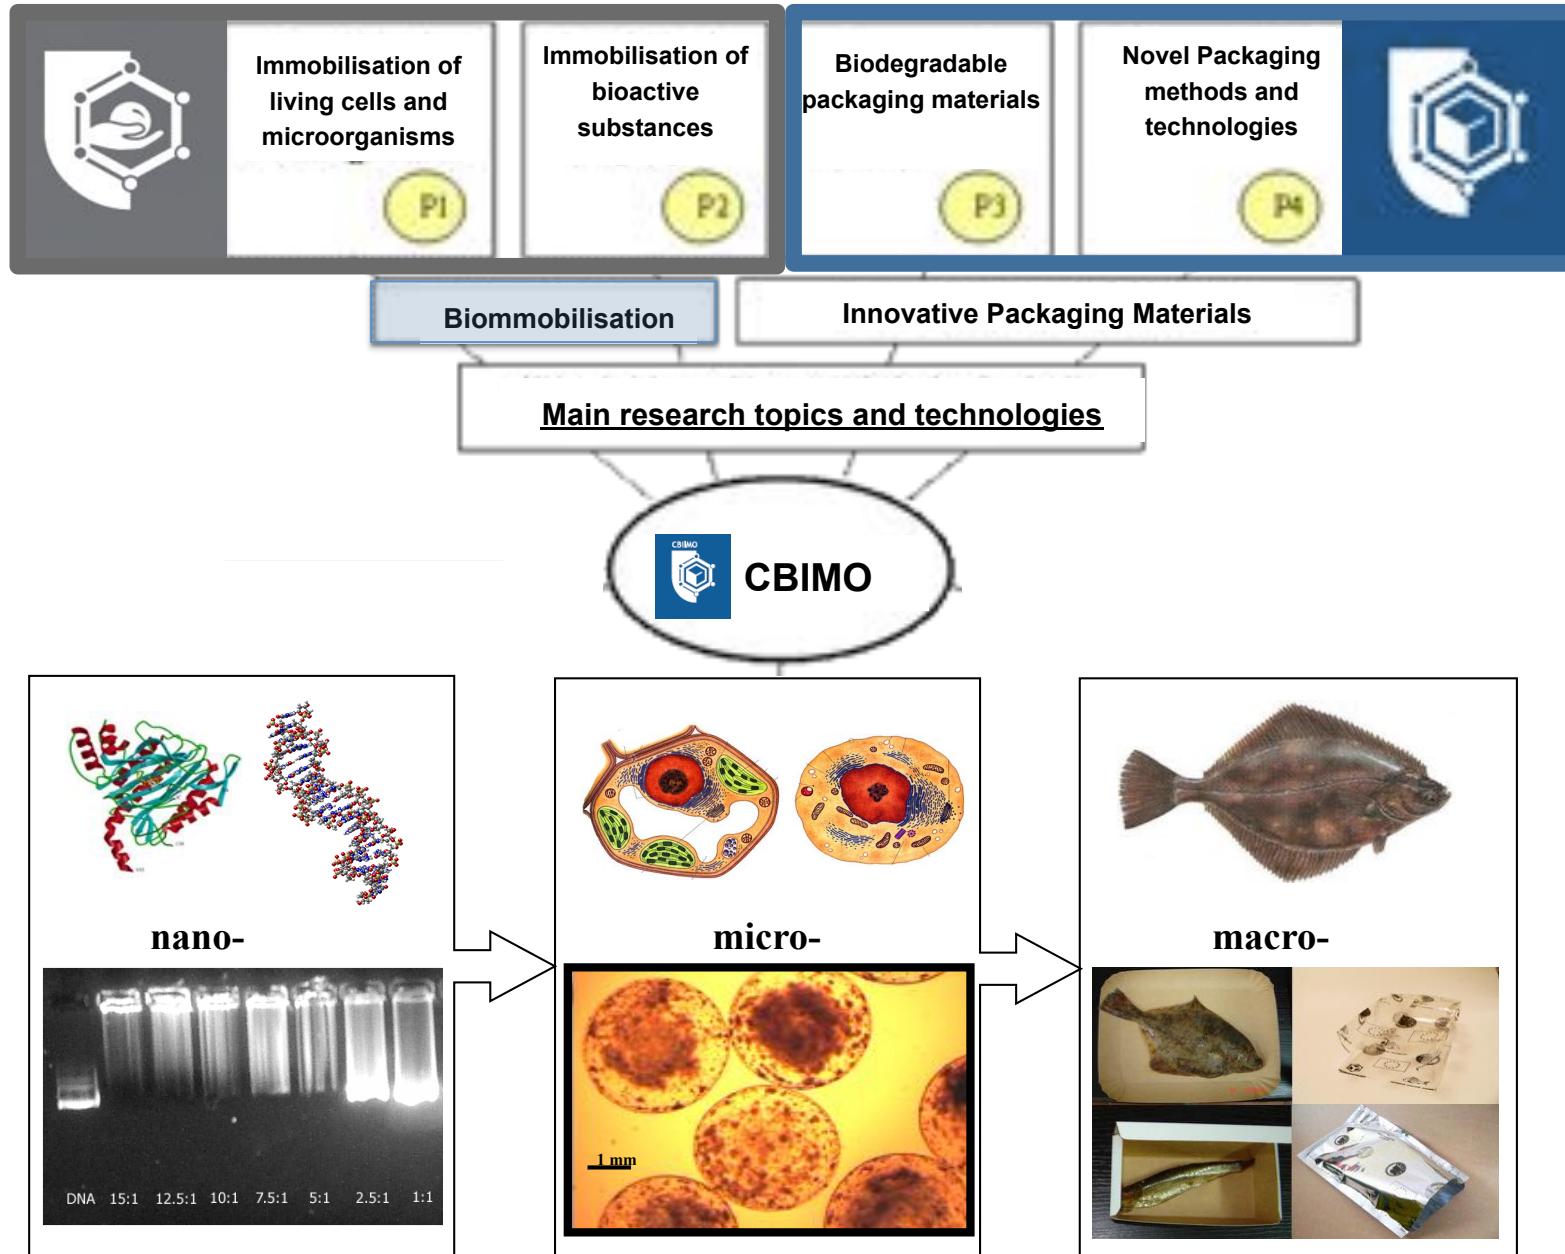 Immobilisation of
living cells and
microorganisms
P1
Immobilisation of
bioactive
substances
P2
Biodegradable
packaging materials
P3
Novel Packaging
methods and
technologies
P4
Biommobilisation
Innovative Packaging Materials
Main research topics and technologies
CBIMO
CBIMO
nano-
micro-
macro-
DNA 15:1 12.5:1 10:1 7.5:1 5:1 2.5:1 1:1
1 mm